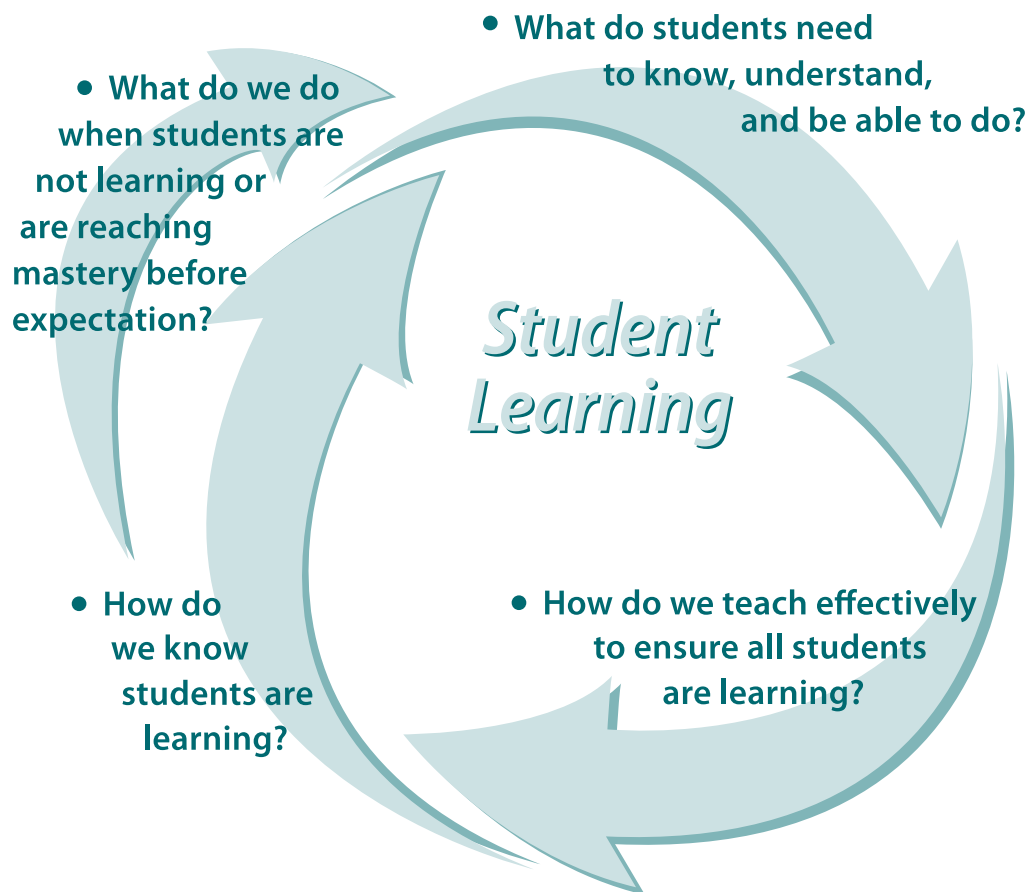 • What do students need
to know, understand,
and be able to do?
• How do we teach effectively
to ensure all students
are learning?
• How do
we know
students are
learning?
• What do we do
when students are
not learning or
are reaching
mastery before
expectation?
Student
Learning